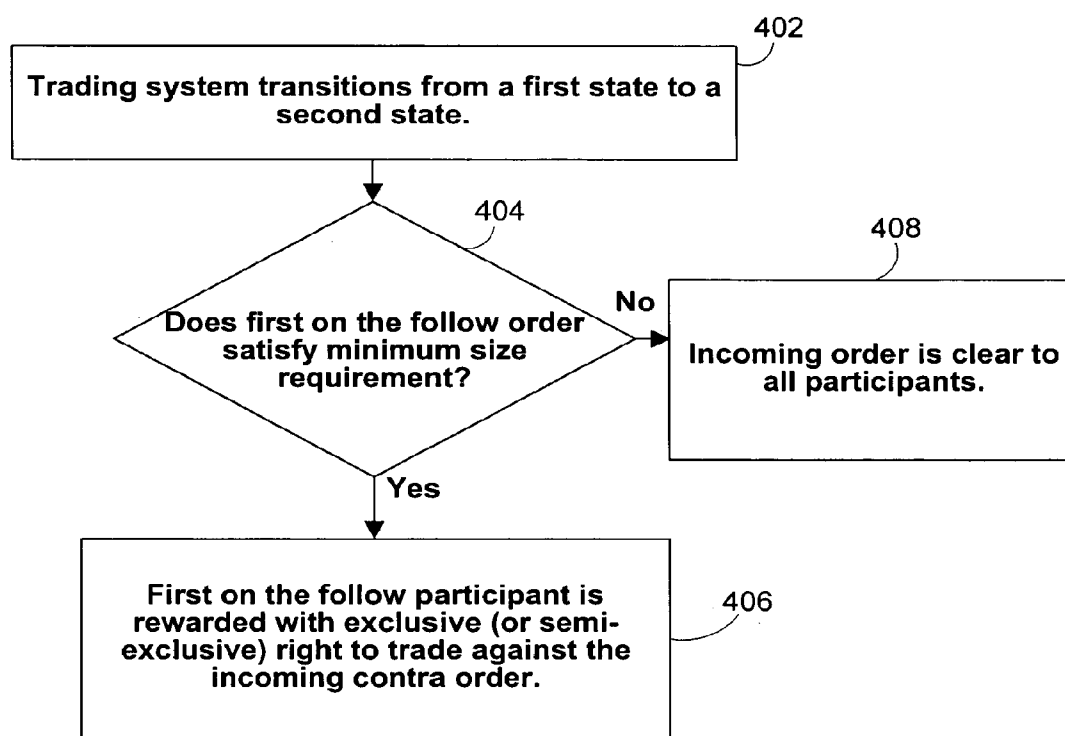 402
Trading system transitions from a first state to a
second state.
404
408
Does first on the follow order
satisfy minimum size
requirement?
No
Incoming order is clear to
all participants.
Yes
First on the follow participant is
rewarded with exclusive (or semi-
exclusive) right to trade against the
incoming contra order.
406